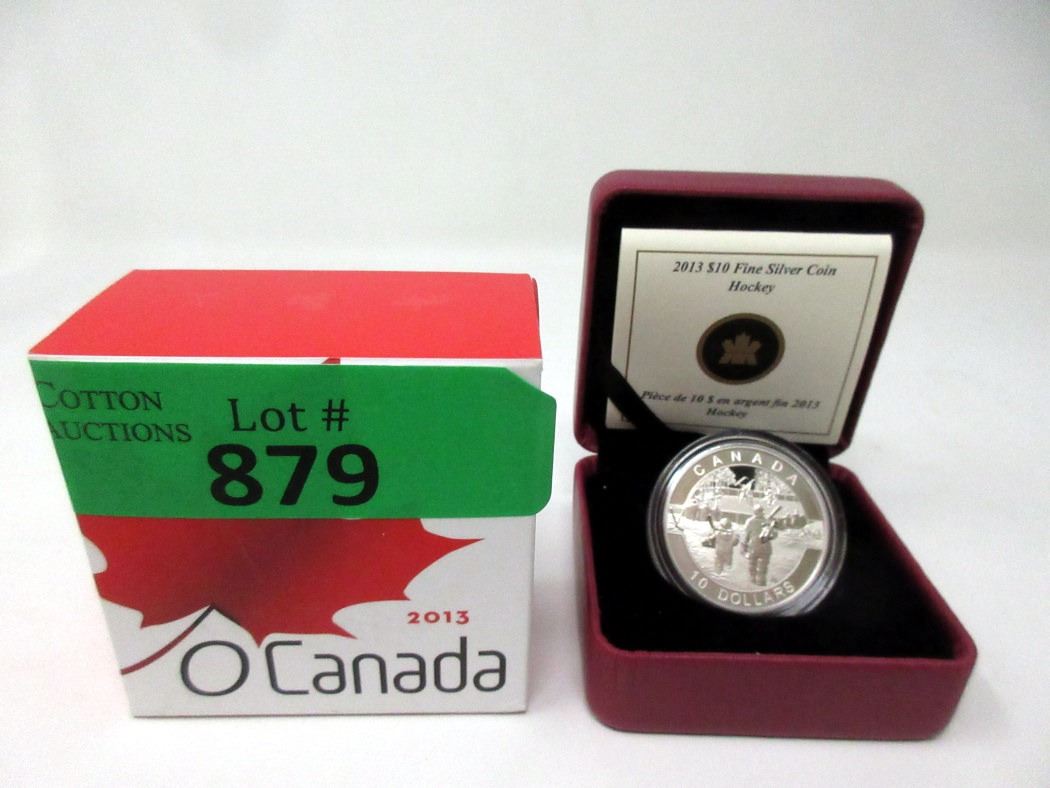 COTTON
AUCTIONS
Lot #
879
2013
O Canada
2013 $10 Fine Silver Coin
Hockey
Pièce de 10 $ en argent fin 2013
Hockey
CANADA
10 DOLLARS